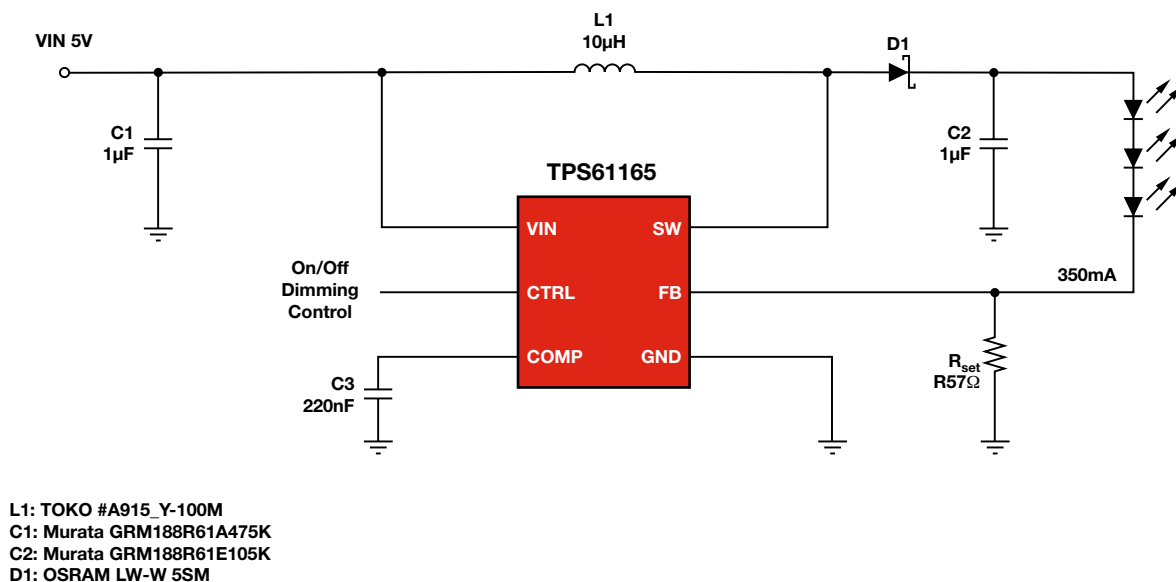 VIN 5V
L1
10µH
D1
C1
1µF
C2
1µF
TPS61165
VIN
SW
On/Off
Dimming
Control
CTRL
FB
350mA
COMP
GND
C3
220nF
Rset
R57Ω
L1: TOKO #A915_Y-100M
C1: Murata GRM188R61A475K
C2: Murata GRM188R61E105K
D1: OSRAM LW-W 5SM